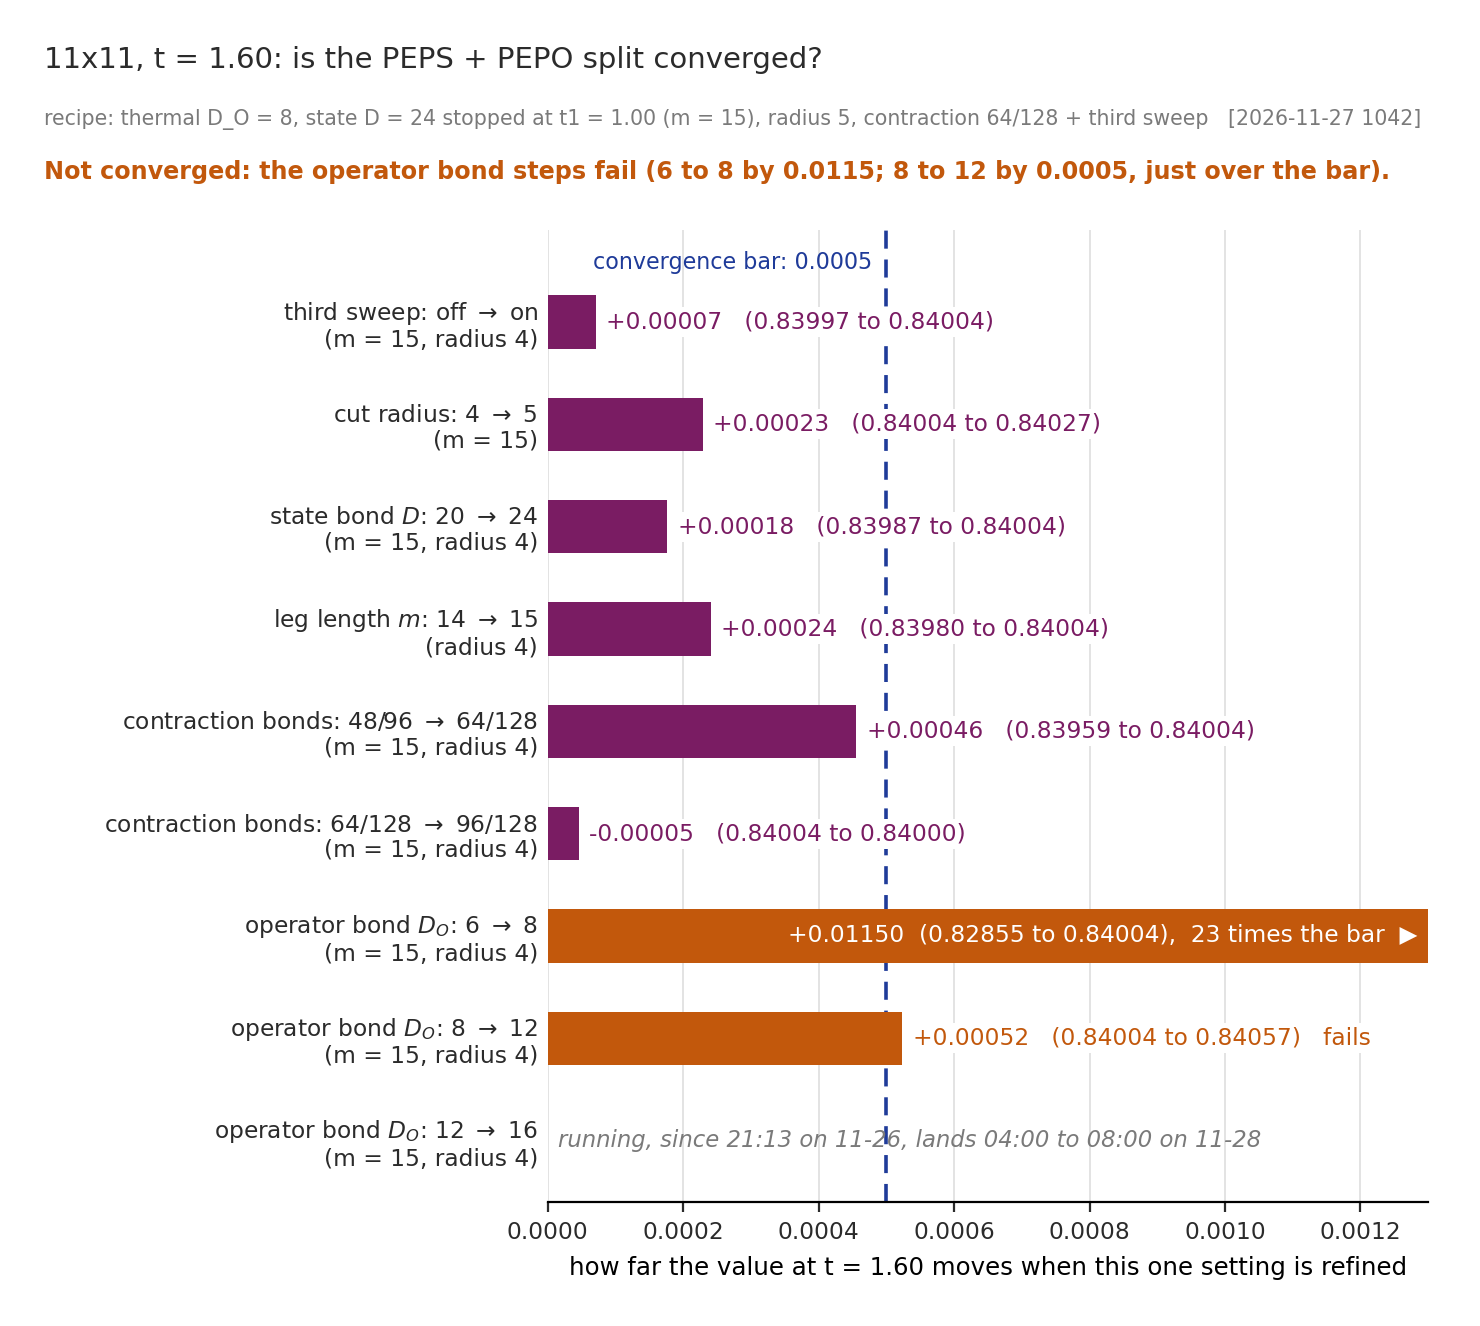 11x11, t = 1.60: is the PEPS + PEPO split converged?
recipe: thermal D_O = 8, state D = 24 stopped at t1 = 1.00 (m = 15), radius 5, contraction 64/128 + third sweep [2026-11-27 1042]
Not converged: the operator bond steps fail (6 to 8 by 0.0115; 8 to 12 by 0.0005, just over the bar).
convergence bar: 0.0005
third sweep: off → on
(m = 15, radius 4)
+0.00007 (0.83997 to 0.84004)
cut radius: 4 → 5
(m = 15)
+0.00023 (0.84004 to 0.84027)
state bond D: 20 → 24
(m = 15, radius 4)
+0.00018 (0.83987 to 0.84004)
leg length m: 14 → 15
(radius 4)
+0.00024 (0.83980 to 0.84004)
contraction bonds: 48/96 → 64/128
(m = 15, radius 4)
+0.00046 (0.83959 to 0.84004)
contraction bonds: 64/128 → 96/128
(m = 15, radius 4)
-0.00005 (0.84004 to 0.84000)
operator bond D_O: 6 → 8
(m = 15, radius 4)
+0.01150 (0.82855 to 0.84004), 23 times the bar ▶
operator bond D_O: 8 → 12
(m = 15, radius 4)
+0.00052 (0.84004 to 0.84057) fails
operator bond D_O: 12 → 16
(m = 15, radius 4)
running, since 21:13 on 11-26, lands 04:00 to 08:00 on 11-28
0.0000 0.0002 0.0004 0.0006 0.0008 0.0010 0.0012
how far the value at t = 1.60 moves when this one setting is refined